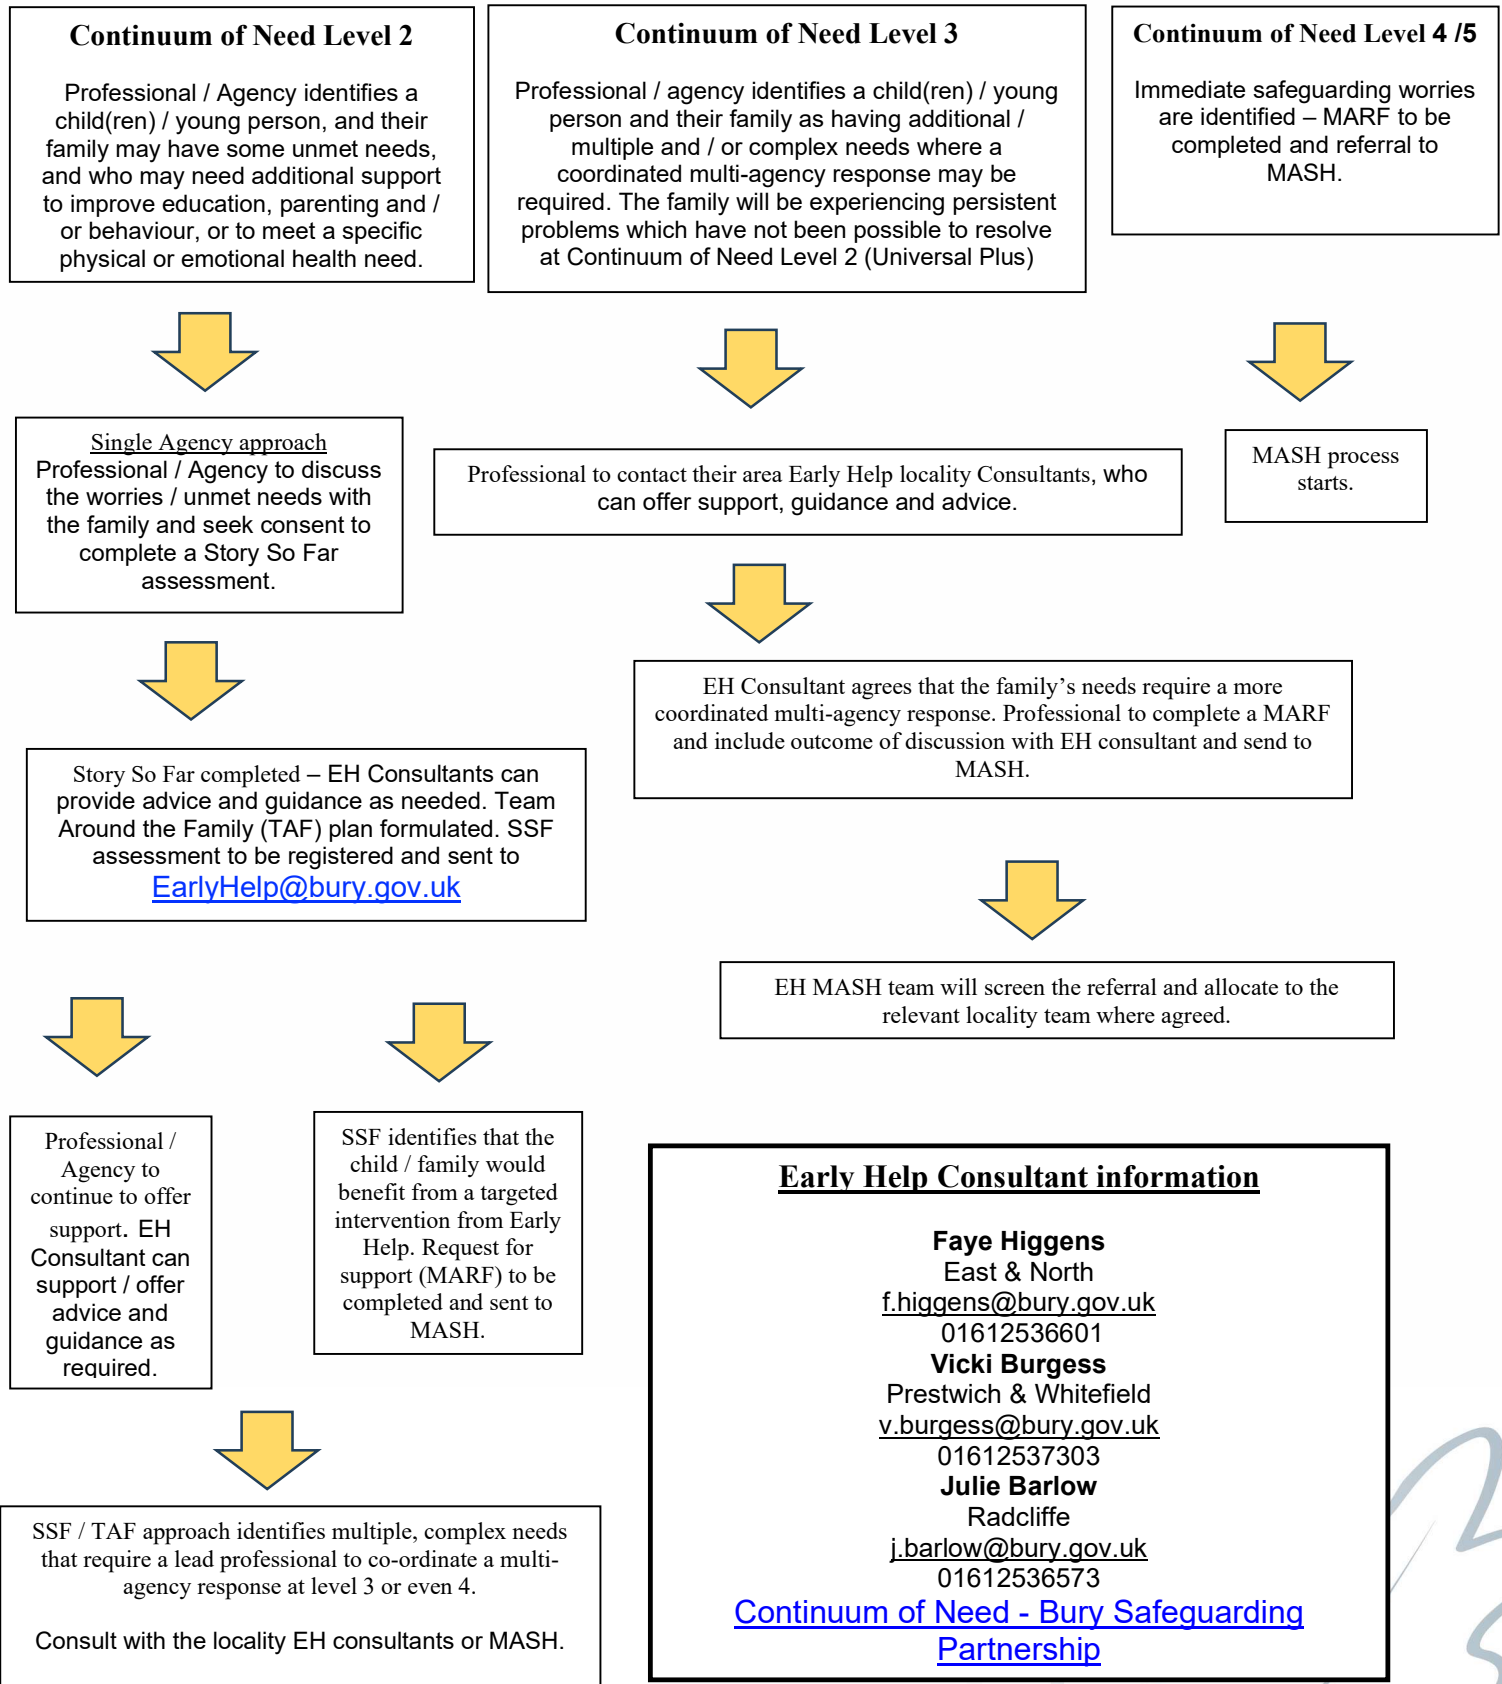 Continuum of Need Level 2
Professional / Agency identifies a
child(ren) / young person, and their
family may have some unmet needs,
and who may need additional support
to improve education, parenting and /
or behaviour, or to meet a specific
physical or emotional health need.
Continuum of Need Level 3
Professional / agency identifies a child(ren) / young
person and their family as having additional /
multiple and / or complex needs where a
coordinated multi-agency response may be
required. The family will be experiencing persistent
problems which have not been possible to resolve
at Continuum of Need Level 2 (Universal Plus)
Continuum of Need Level 4 /5
Immediate safeguarding worries
are identified – MARF to be
completed and referral to
MASH.
Single Agency approach
Professional / Agency to discuss
the worries / unmet needs with
the family and seek consent to
complete a Story So Far
assessment.
Professional to contact their area Early Help locality Consultants, who
can offer support, guidance and advice.
MASH process
starts.
EH Consultant agrees that the family’s needs require a more
coordinated multi-agency response. Professional to complete a MARF
and include outcome of discussion with EH consultant and send to
MASH.
Story So Far completed – EH Consultants can
provide advice and guidance as needed. Team
Around the Family (TAF) plan formulated. SSF
assessment to be registered and sent to
EarlyHelp@bury.gov.uk
EH MASH team will screen the referral and allocate to the
relevant locality team where agreed.
Professional /
Agency to
continue to offer
support. EH
Consultant can
support / offer
advice and
guidance as
required.
SSF identifies that the
child / family would
benefit from a targeted
intervention from Early
Help. Request for
support (MARF) to be
completed and sent to
MASH.
Early Help Consultant information
Faye Higgens
East & North
f.higgens@bury.gov.uk
01612536601
Vicki Burgess
Prestwich & Whitefield
v.burgess@bury.gov.uk
01612537303
Julie Barlow
Radcliffe
j.barlow@bury.gov.uk
01612536573
Continuum of Need - Bury Safeguarding
Partnership
SSF / TAF approach identifies multiple, complex needs
that require a lead professional to co-ordinate a multi-
agency response at level 3 or even 4.
Consult with the locality EH consultants or MASH.